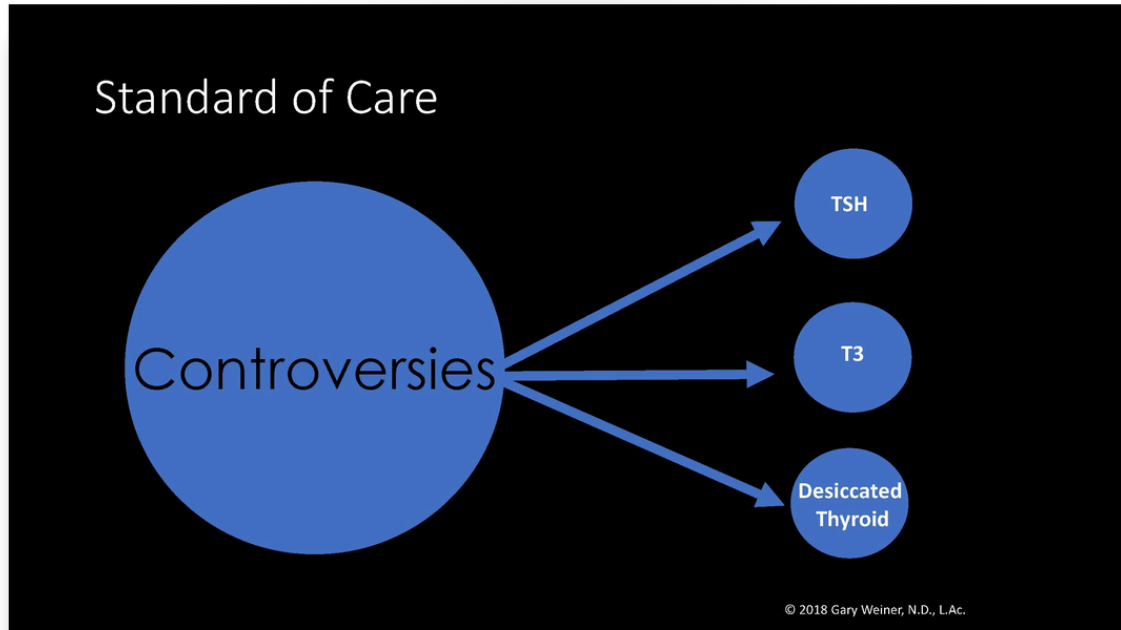 Standard of Care
Controversies
TSH
T3
Desiccated
Thyroid
© 2018 Gary Weiner, N.D., L.Ac.